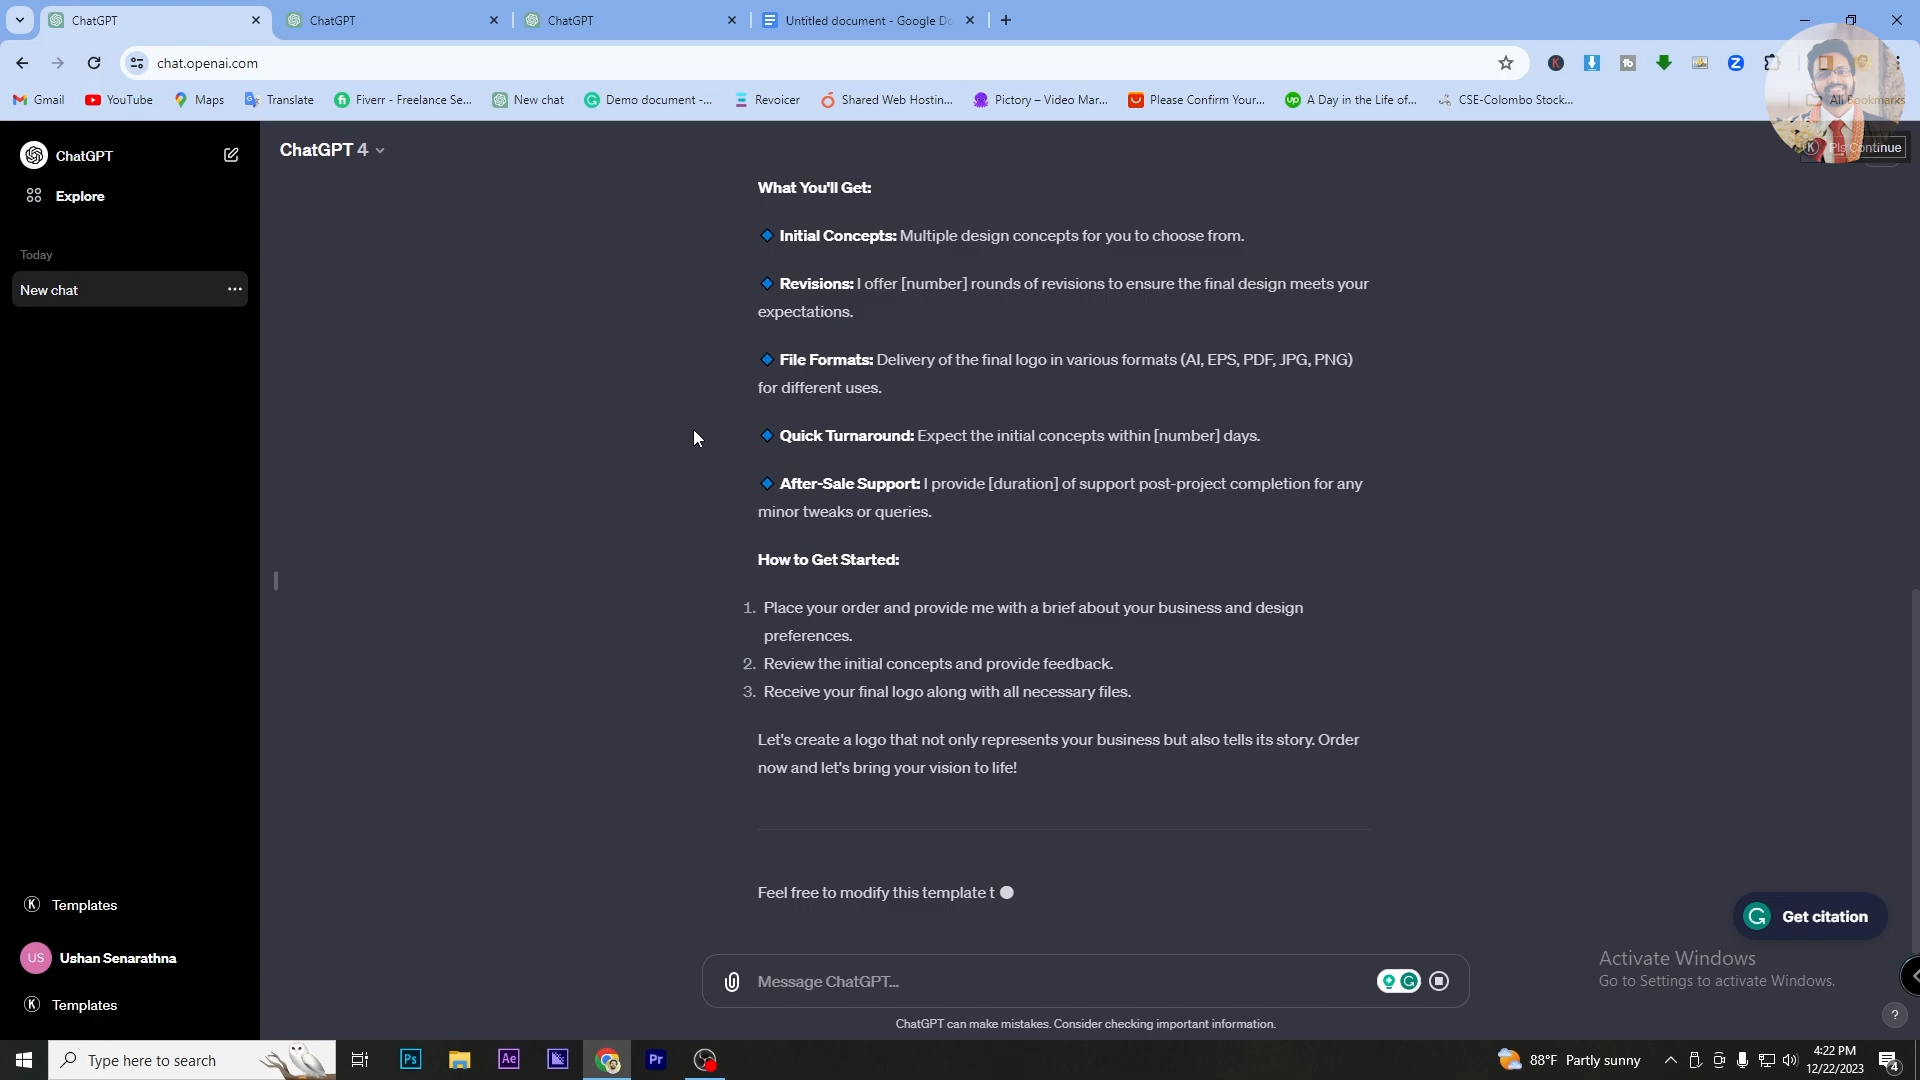 ChatGPT
ChatGPT
ChatGPT
Untitled document - Google Do
chat.openai.com
Gmail
YouTube
Maps
Translate
Fiverr - Freelance Se...
New chat
Demo document -...
Revoicer
Shared Web Hostin...
Pictory – Video Mar...
Please Confirm Your...
A Day in the Life of...
CSE-Colombo Stock...
All Bookmarks
ChatGPT
Explore
Today
New chat
Templates
US Ushan Senarathna
Templates
ChatGPT 4
Pls Continue
What You'll Get:
Initial Concepts: Multiple design concepts for you to choose from.
Revisions: I offer [number] rounds of revisions to ensure the final design meets your
expectations.
File Formats: Delivery of the final logo in various formats (AI, EPS, PDF, JPG, PNG)
for different uses.
Quick Turnaround: Expect the initial concepts within [number] days.
After-Sale Support: I provide [duration] of support post-project completion for any
minor tweaks or queries.
How to Get Started:
1. Place your order and provide me with a brief about your business and design
preferences.
2. Review the initial concepts and provide feedback.
3. Receive your final logo along with all necessary files.
Let's create a logo that not only represents your business but also tells its story. Order
now and let's bring your vision to life!
Feel free to modify this template t
Get citation
Activate Windows
Go to Settings to activate Windows.
Message ChatGPT...
ChatGPT can make mistakes. Consider checking important information.
?
Type here to search
Ps
Ae
Pr
88°F Partly sunny
4:22 PM
12/22/2023
4